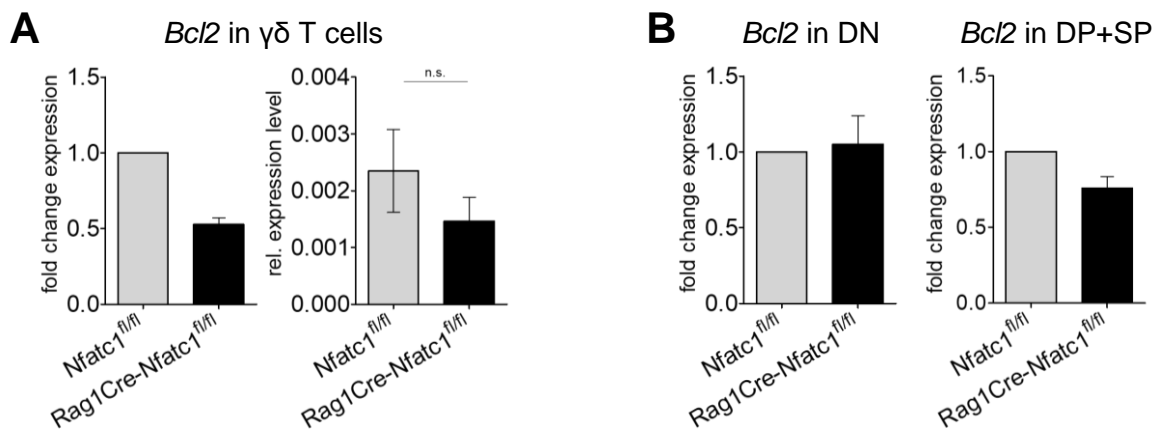 A
Bcl2 in γδ T cells
fold change expression
1.5
1.0
0.5
0.0
Nfatc1fl/fl
Rag1Cre-Nfatc1fl/fl
rel. expression level
0.004
0.003
0.002
0.001
0.000
n.s.
Nfatc1fl/fl
Rag1Cre-Nfatc1fl/fl
B
Bcl2 in DN
fold change expression
1.5
1.0
0.5
0.0
Nfatc1fl/fl
Rag1Cre-Nfatc1fl/fl
Bcl2 in DP+SP
fold change expression
1.5
1.0
0.5
0.0
Nfatc1fl/fl
Rag1Cre-Nfatc1fl/fl